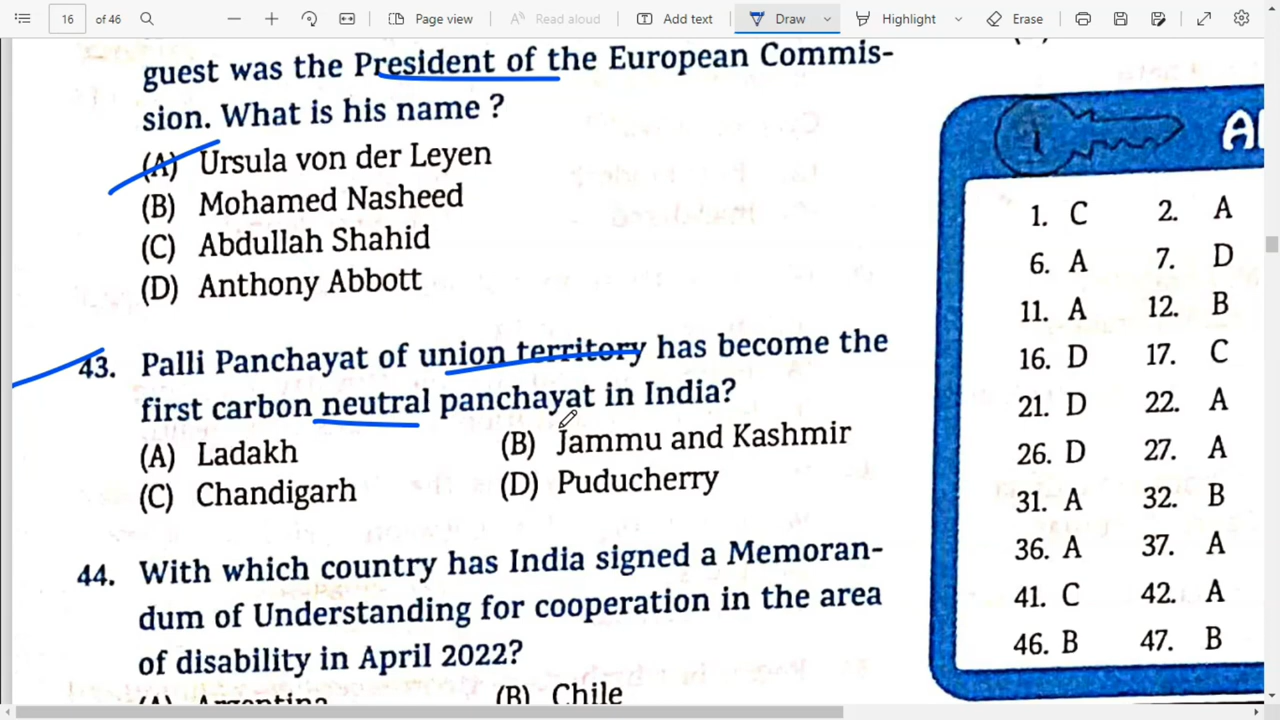 16 of 46 Page view Read aloud Add text Draw Highlight Erase
guest was the President of the European Commis-
sion. What is his name ?
(A) Ursula von der Leyen
(B) Mohamed Nasheed
(C) Abdullah Shahid
(D) Anthony Abbott
43. Palli Panchayat of union territory has become the
first carbon neutral panchayat in India?
(A) Ladakh (B) Jammu and Kashmir
(C) Chandigarh (D) Puducherry
44. With which country has India signed a Memoran-
dum of Understanding for cooperation in the area
of disability in April 2022?
(A) Argentina (B) Chile
1. C 2. A
6. A 7. D
11. A 12. B
16. D 17. C
21. D 22. A
26. D 27. A
31. A 32. B
36. A 37. A
41. C 42. A
46. B 47. B